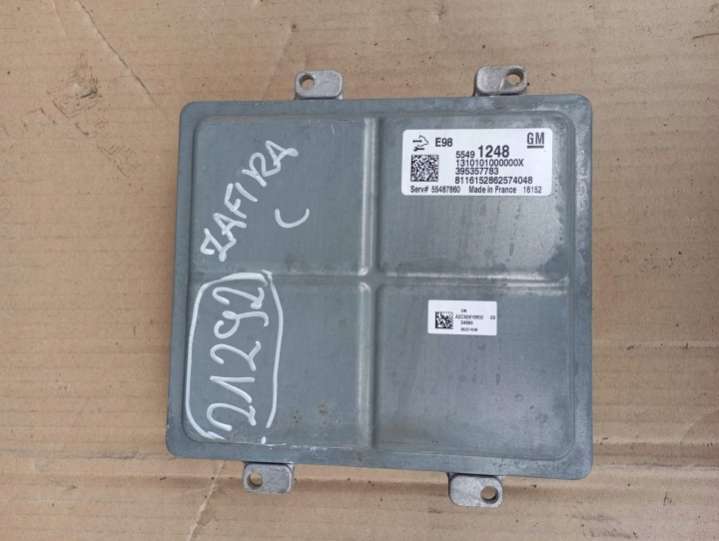 E98 GM
5549 1248
1310101000000X
395357783
8116152862574048
Serv# 55487860 Made in France 16152
ZAFIRA
C
21292